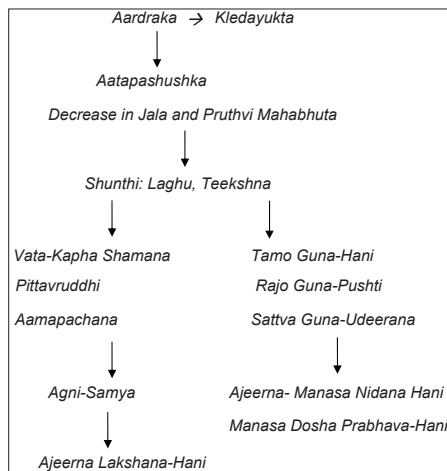 Aardraka → Kledayukta
Aatapashushka
Decrease in Jala and Pruthvi Mahabhuta
Shunthi: Laghu, Teekshna
Vata-Kapha Shamana
Pittavruddhi
Aamapachana
Agni-Samya
Ajeerna Lakshana-Hani
Tamo Guna-Hani
Rajo Guna-Pushti
Sattva Guna-Udeerana
Ajeerna- Manasa Nidana Hani
Manasa Dosha Prabhava-Hani